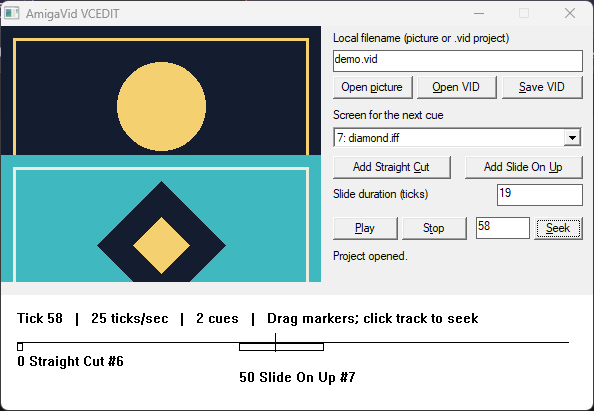 AmigaVid VCEDIT
Local filename (picture or .vid project)
demo.vid
Open picture
Open VID
Save VID
Screen for the next cue
7: diamond.iff
Add Straight Cut
Add Slide On Up
Slide duration (ticks)
19
Play
Stop
58
Seek
Project opened.
Tick 58 | 25 ticks/sec | 2 cues | Drag markers; click track to seek
0 Straight Cut #6
50 Slide On Up #7